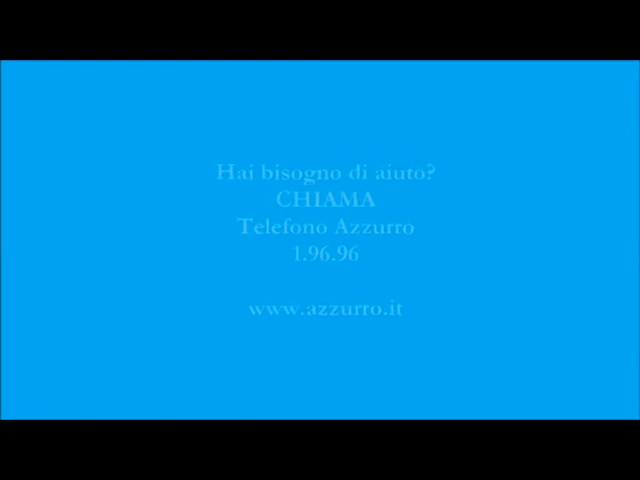 Hai bisogno di aiuto?
CHIAMA
Telefono Azzurro
1.96.96
www.azzurro.it